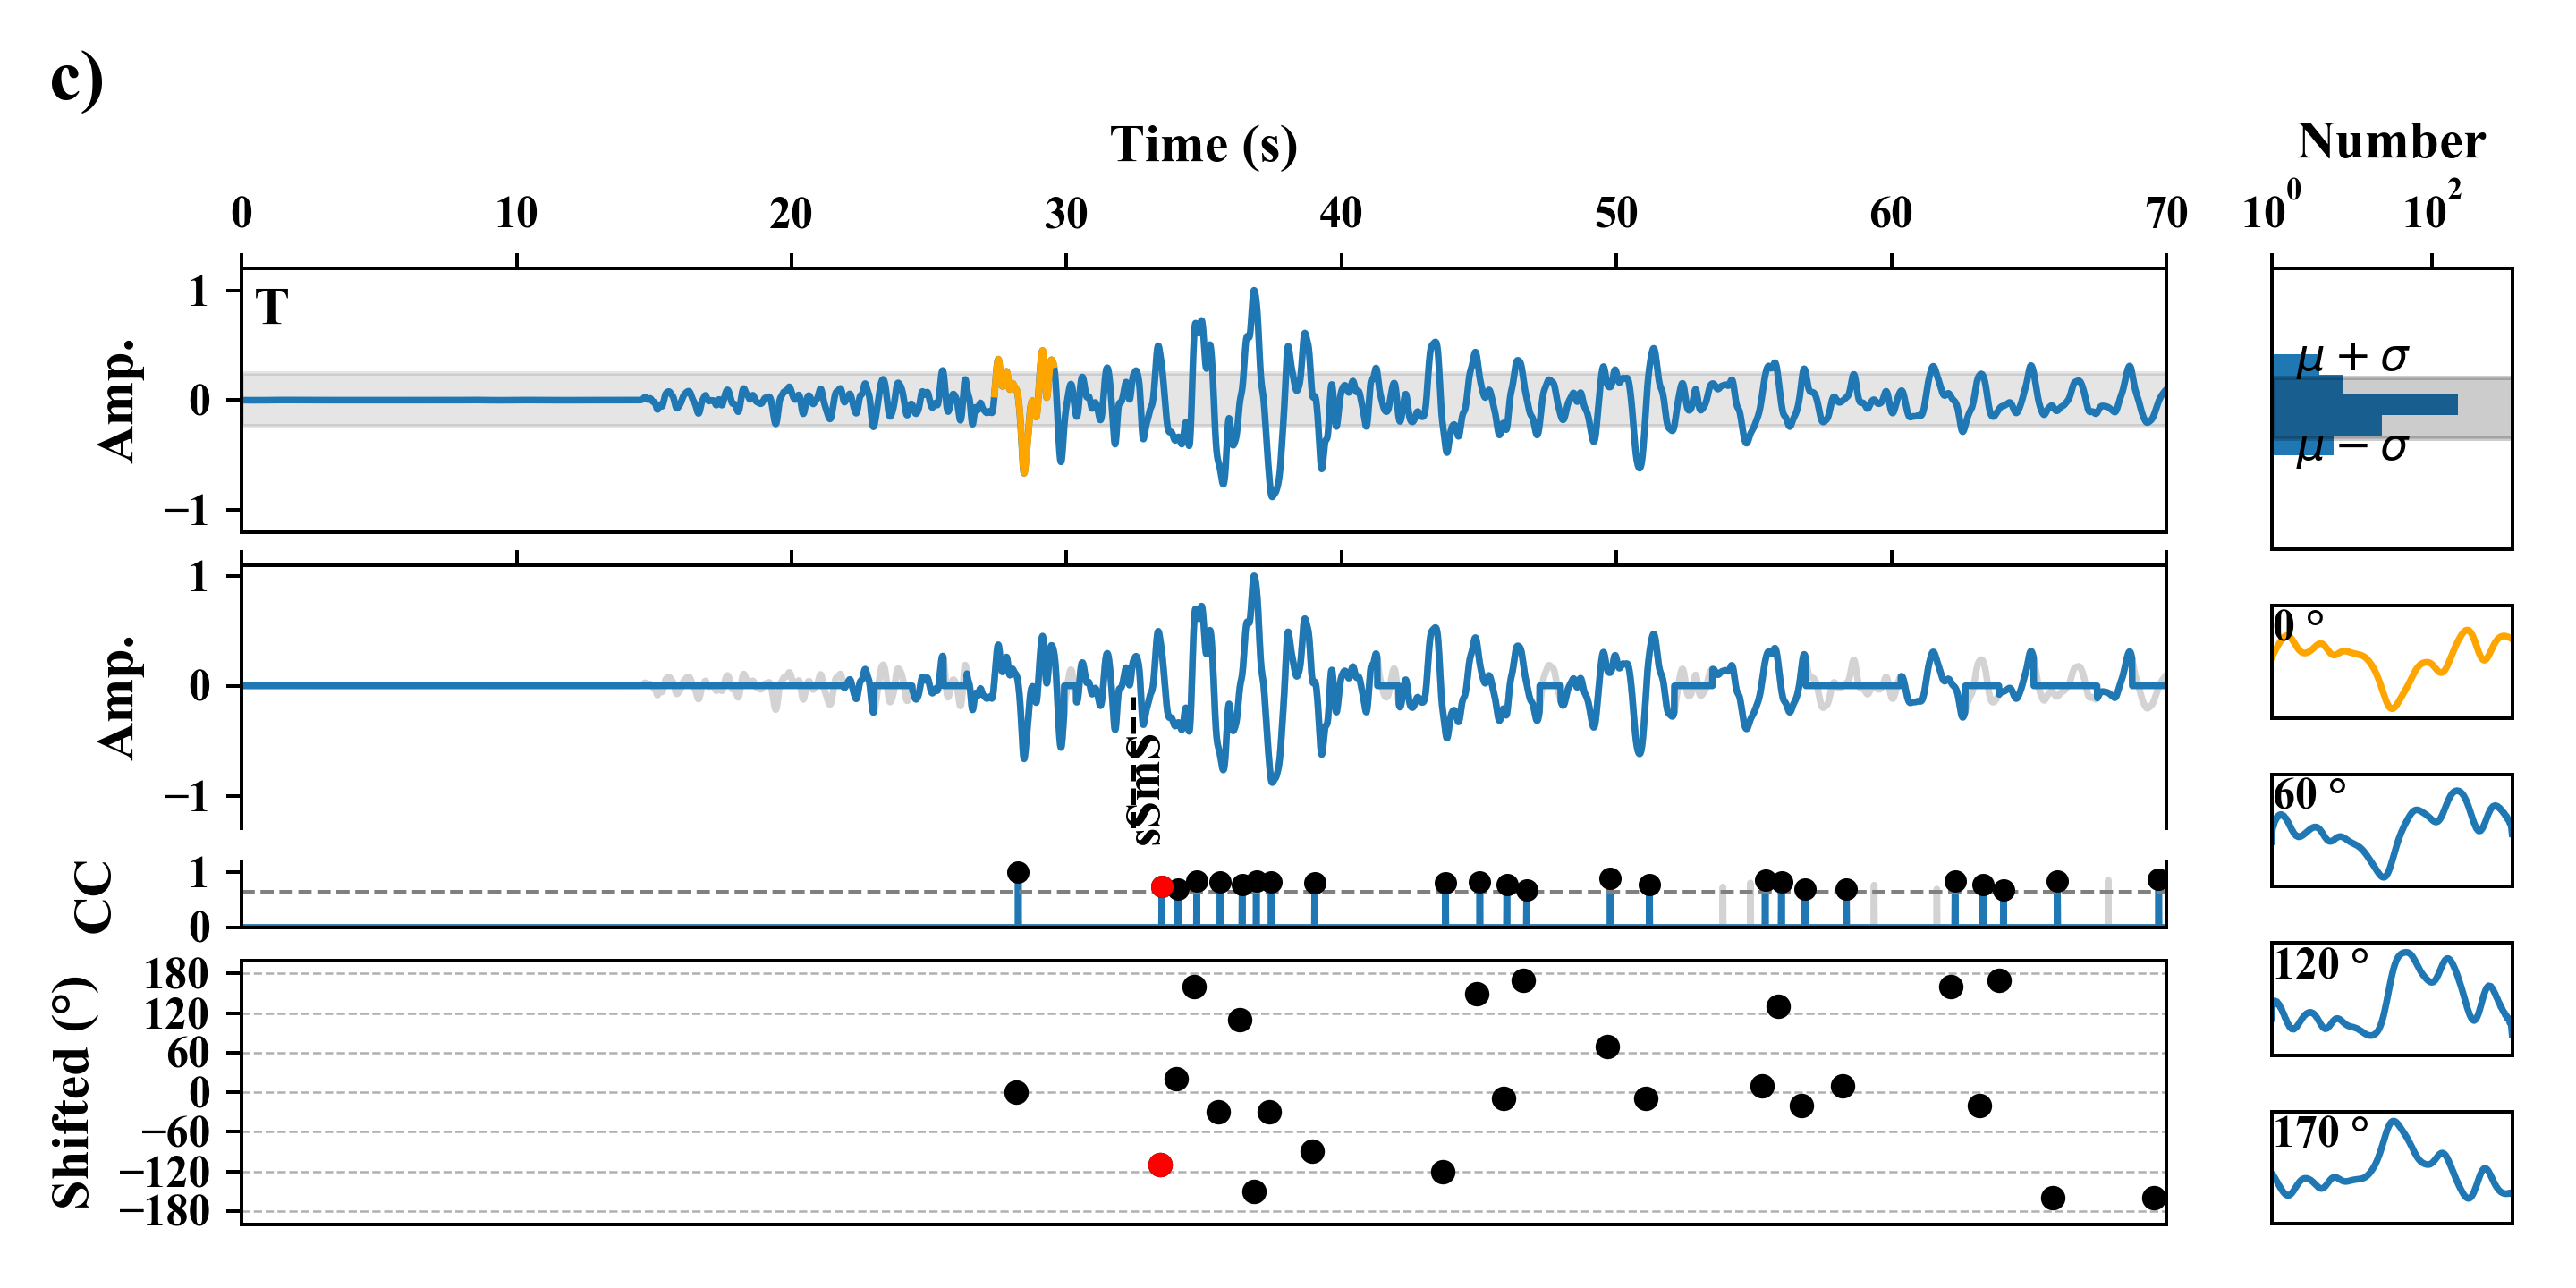 c)
Time (s)
Number
0 10 20 30 40 50 60 70
10^0 10^2
T
Amp.
1
0
−1
μ + σ
μ − σ
Amp.
1
0
−1
sSmS
0 °
60 °
CC
1
0
120 °
Shifted (°)
180
120
60
0
−60
−120
−180
170 °